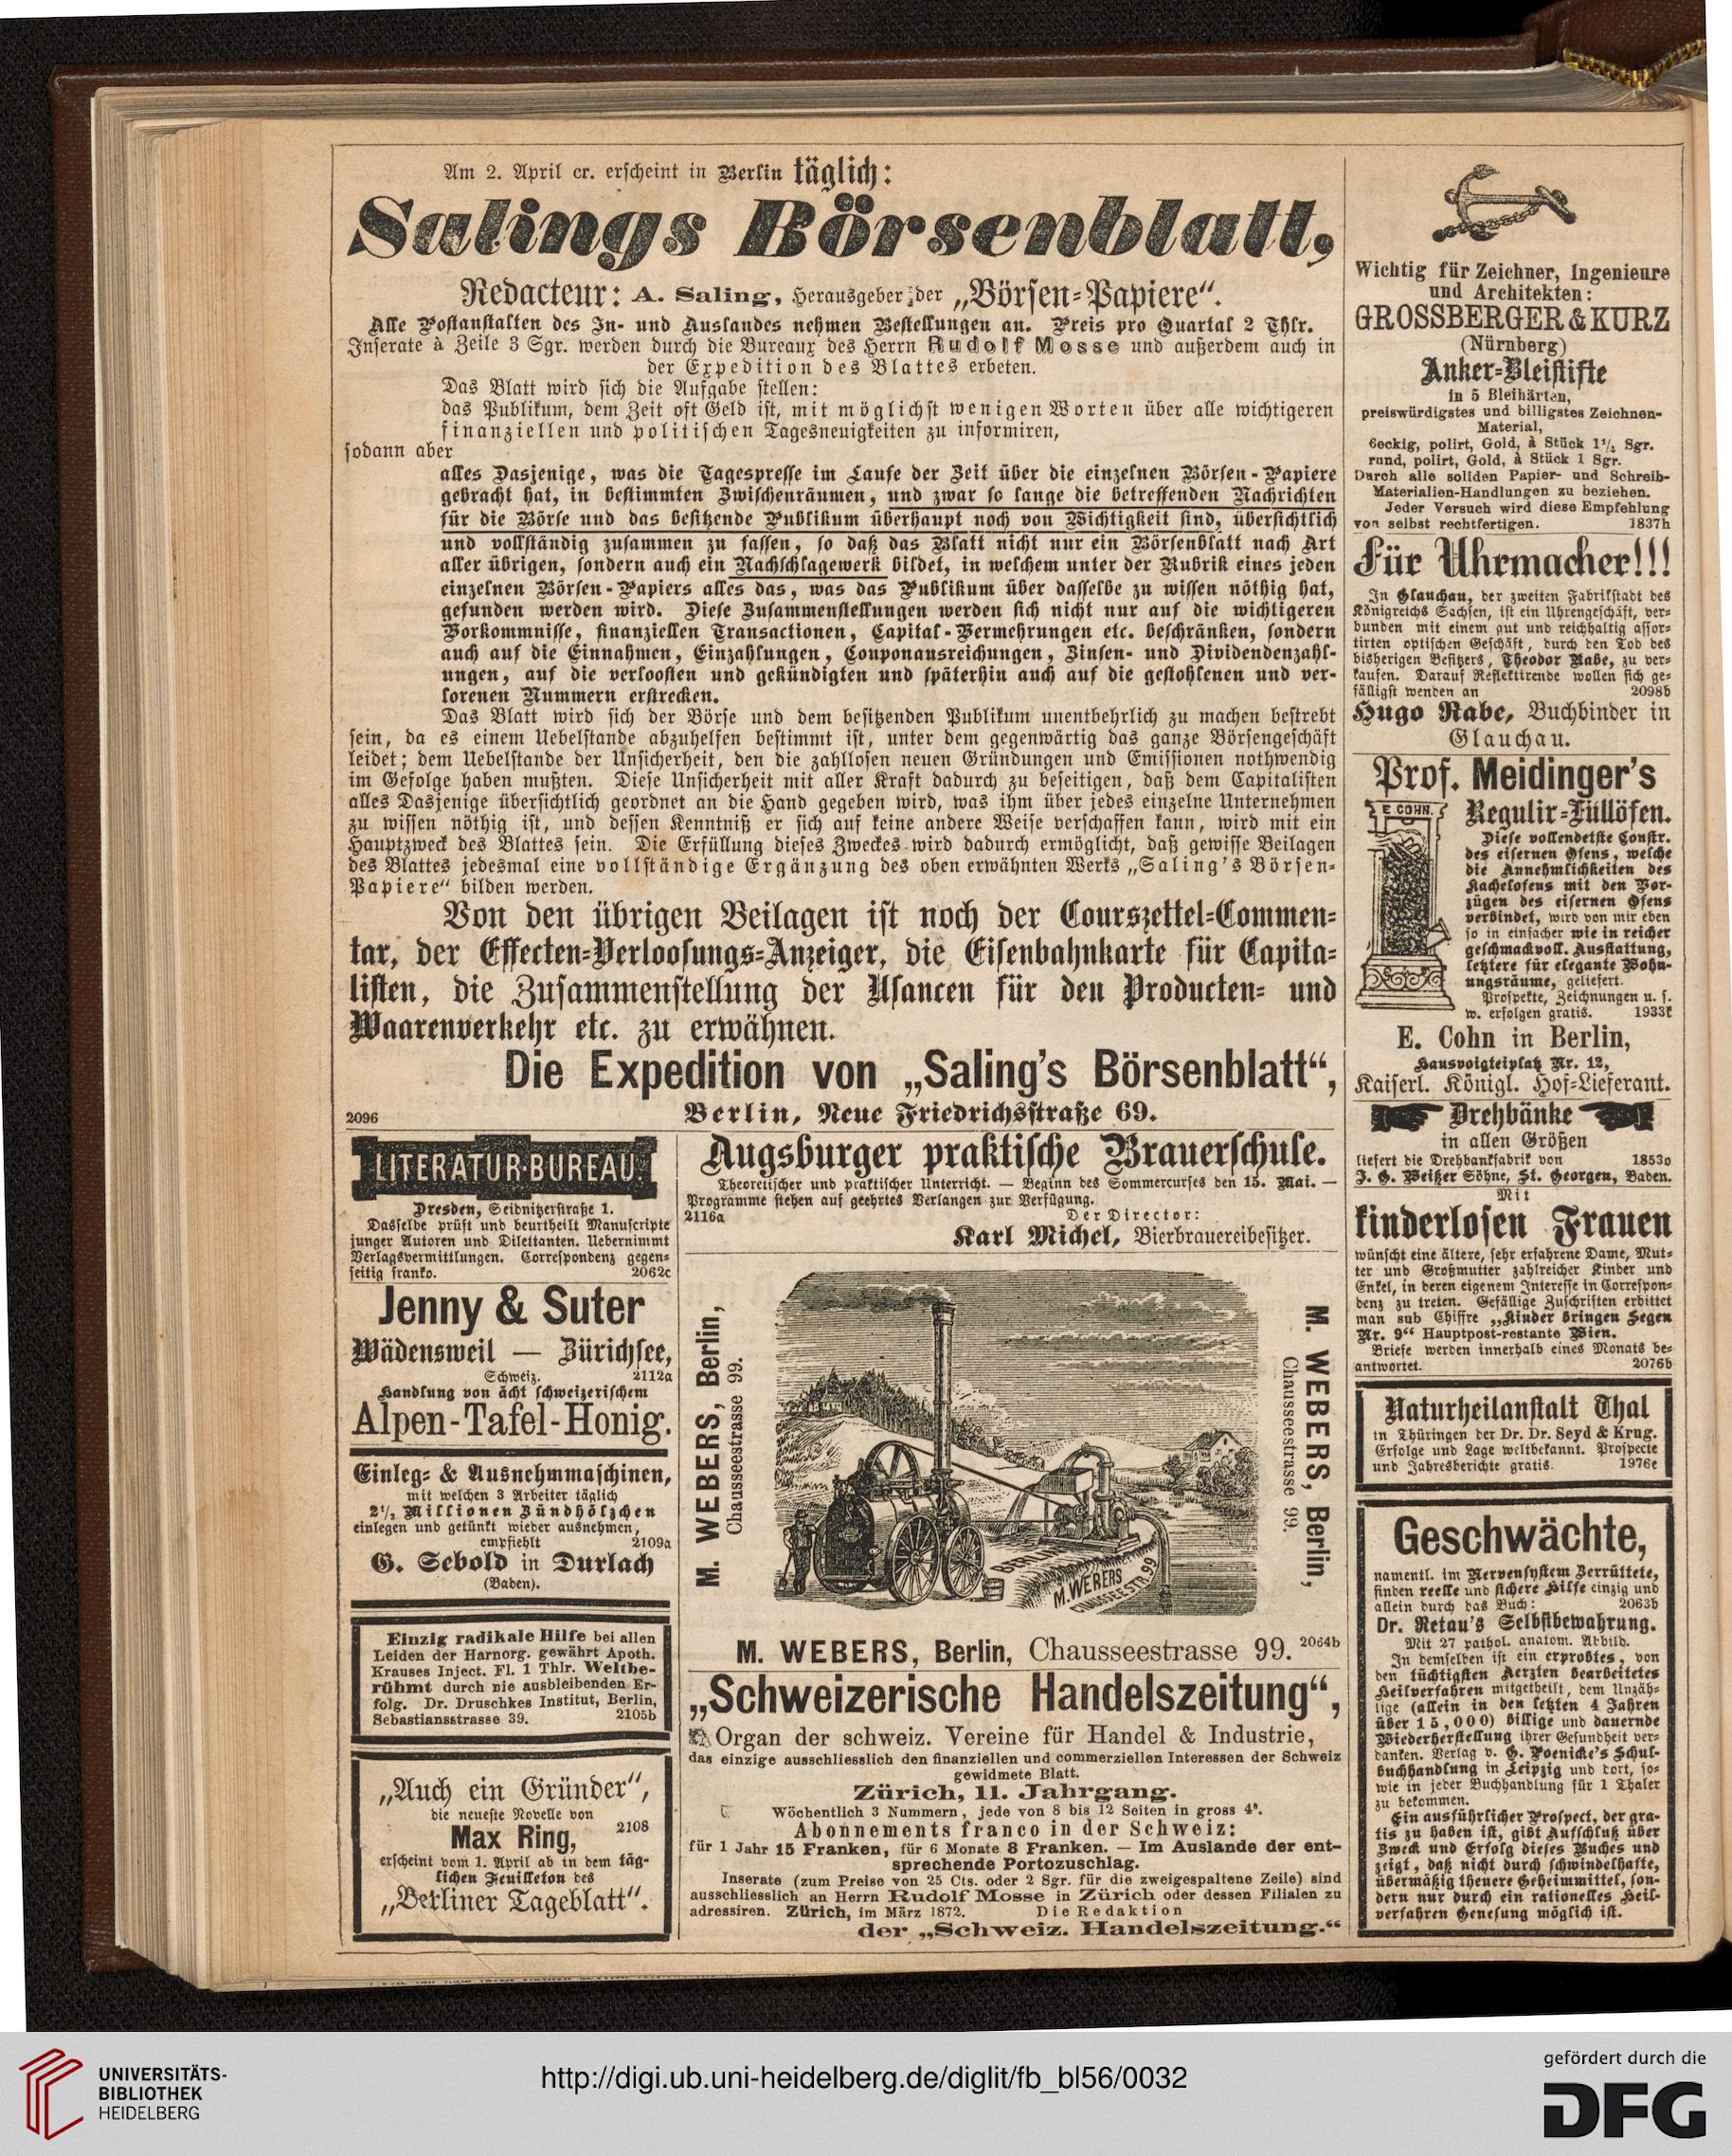 Am 2. April cr. erscheint in Berlin täglich:
Salings Börsenblatt,
Redacteur: A. Saling, Herausgeber der „Börsen-Papiere“.
Alle Postanstalten des In- und Auslandes nehmen Bestellungen an. Preis pro Quartal 2 Thlr.
Inserate à Zeile 3 Sgr. werden durch die Bureaux des Herrn Rudolf Mosse und außerdem auch in
der Expedition des Blattes erbeten.
Das Blatt wird sich die Aufgabe stellen:
das Publikum, dem Zeit oft Geld ist, mit möglichst wenigen Worten über alle wichtigeren
finanziellen und politischen Tagesneuigkeiten zu informiren,
sodann aber
alles Dasjenige, was die Tagespresse im Laufe der Zeit über die einzelnen Börsen-Papiere
gebracht hat, in bestimmten Zwischenräumen, und zwar so lange die betreffenden Nachrichten
für die Börse und das besitzende Publikum überhaupt noch von Wichtigkeit sind, übersichtlich
und vollständig zusammen zu fassen, so daß das Blatt nicht nur ein Börsenblatt nach Art
aller übrigen, sondern auch ein Nachschlagewerk bildet, in welchem unter der Rubrik eines jeden
einzelnen Börsen-Papiers alles das, was das Publikum über dasselbe zu wissen nöthig hat,
gefunden werden wird. Diese Zusammenstellungen werden sich nicht nur auf die wichtigeren
Vorkommnisse, finanziellen Transactionen, Capital-Vermehrungen etc. beschränken, sondern
auch auf die Einnahmen, Einzahlungen, Couponausreichungen, Zinsen- und Dividendenzahl-
ungen, auf die verloosten und gekündigten und späterhin auch auf die gestohlenen und ver-
lorenen Nummern erstrecken.
Das Blatt wird sich der Börse und dem besitzenden Publikum unentbehrlich zu machen bestrebt
sein, da es einem Uebelstande abzuhelfen bestimmt ist, unter dem gegenwärtig das ganze Börsengeschäft
leidet; dem Uebelstande der Unsicherheit, den die zahllosen neuen Gründungen und Emissionen nothwendig
im Gefolge haben mußten. Diese Unsicherheit mit aller Kraft dadurch zu beseitigen, daß dem Capitalisten
alles Dasjenige übersichtlich geordnet an die Hand gegeben wird, was ihm über jedes einzelne Unternehmen
zu wissen nöthig ist, und dessen Kenntniß er sich auf keine andere Weise verschaffen kann, wird mit ein
Hauptzweck des Blattes sein. Die Erfüllung dieses Zweckes wird dadurch ermöglicht, daß gewisse Beilagen
des Blattes jedesmal eine vollständige Ergänzung des oben erwähnten Werks „Saling's Börsen-
Papiere“ bilden werden.
Von den übrigen Beilagen ist noch der Courszettel-Commen-
tar, der Effecten-Verloosungs-Anzeiger, die Eisenbahnkarte für Capita-
listen, die Zusammenstellung der Usancen für den Producten- und
Waarenverkehr etc. zu erwähnen.
Die Expedition von „Saling's Börsenblatt“,
2096 Berlin, Neue Friedrichsstraße 69.
LITERATUR-BUREAU.
Dresden, Seidnitzerstraße 1.
Dasselbe prüft und beurtheilt Manuscripte
junger Autoren und Dilettanten. Uebernimmt
Verlagsvermittlungen. Correspondenz gegen-
seitig franko. 2062c
Jenny & Suter
Wädensweil — Zürichsee,
Schweiz. 2112a
Handlung von ächt schweizerischem
Alpen-Tafel-Honig.
Einleg- & Ausnehmmaschinen,
mit welchen 3 Arbeiter täglich
2½ Millionen Zündhölzchen
einlegen und getünkt wieder ausnehmen,
empfiehlt 2109a
G. Sebold in Durlach
(Baden).
Einzig radikale Hilfe bei allen
Leiden der Harnorg. gewährt Apoth.
Krauses Inject. Fl. 1 Thlr. Weltbe-
rühmt durch nie ausbleibenden Er-
folg. Dr. Druschkes Institut, Berlin,
Sebastiansstrasse 39. 2105b
„Auch ein Gründer“,
die neueste Novelle von
Max Ring, 2108
erscheint vom 1. April ab in dem täg-
lichen Feuilleton des
„Berliner Tageblatt“.
Augsburger praktische Brauerschule.
Theoretischer und praktischer Unterricht. — Beginn des Sommercurses den 15. Mai. —
Programme stehen auf geehrtes Verlangen zur Verfügung.
2116a Der Director:
Karl Michel, Bierbrauereibesitzer.
M. WEBERS, Berlin,
Chausseestrasse 99.
BERLIN
M. WEBERS
CHAUSSEESTR. 99
M. WEBERS, Berlin,
Chausseestrasse 99.
M. WEBERS, Berlin, Chausseestrasse 99. 2064b
„Schweizerische Handelszeitung“,
Organ der schweiz. Vereine für Handel & Industrie,
das einzige ausschliesslich den finanziellen und commerziellen Interessen der Schweiz
gewidmete Blatt.
Zürich, 11. Jahrgang.
Wöchentlich 3 Nummern, jede von 8 bis 12 Seiten in gross 4°.
Abonnements franco in der Schweiz:
für 1 Jahr 15 Franken, für 6 Monate 8 Franken. — Im Auslande der ent-
sprechende Portozuschlag.
Inserate (zum Preise von 25 Cts. oder 2 Sgr. für die zweigespaltene Zeile) sind
ausschliesslich an Herrn Rudolf Mosse in Zürich oder dessen Filialen zu
adressiren. Zürich, im März 1872. Die Redaktion
der „Schweiz. Handelszeitung.“
Wichtig für Zeichner, Ingenieure
und Architekten:
GROSSBERGER & KURZ
(Nürnberg)
Anker-Bleistifte
in 5 Bleihärten,
preiswürdigstes und billigstes Zeichnen-
Material,
6eckig, polirt, Gold, à Stück 1½ Sgr.
rund, polirt, Gold, à Stück 1 Sgr.
Durch alle soliden Papier- und Schreib-
Materialien-Handlungen zu beziehen.
Jeder Versuch wird diese Empfehlung
von selbst rechtfertigen. 1837h
Für Uhrmacher!!!
In Glauchau, der zweiten Fabrikstadt des
Königreichs Sachsen, ist ein Uhrengeschäft, ver-
bunden mit einem gut und reichhaltig assor-
tirten optischen Geschäft, durch den Tod des
bisherigen Besitzers, Theodor Rabe, zu ver-
kaufen. Darauf Reflektirende wollen sich ge-
fälligst wenden an 2098b
Hugo Rabe, Buchbinder in
Glauchau.
Prof. Meidinger's
E. COHN.
Regulir-Füllöfen.
Diese vollendetste Constr.
des eisernen Ofens, welche
die Annehmlichkeiten des
Kachelofens mit den Vor-
zügen des eisernen Ofens
verbindet, wird von mir eben
so in einfacher wie in reicher
geschmackvoll. Ausstattung,
letztere für elegante Wohn-
ungsräume, geliefert.
Prospekte, Zeichnungen u. s.
w. erfolgen gratis. 1933k
E. Cohn in Berlin,
Hausvoigteiplatz Nr. 12,
Kaiserl. Königl. Hof-Lieferant.
Drehbänke
in allen Größen
liefert die Drehbankfabrik von 1853o
J. G. Weißer Söhne, St. Georgen, Baden.
Mit
kinderlosen Frauen
wünscht eine ältere, sehr erfahrene Dame, Mut-
ter und Großmutter zahlreicher Kinder und
Enkel, in deren eigenem Interesse in Correspon-
denz zu treten. Gefällige Zuschriften erbittet
man sub Chiffre „Kinder bringen Segen
Nr. 9“ Hauptpost-restante Wien.
Briefe werden innerhalb eines Monats be-
antwortet. 2076b
Naturheilanstalt Thal
in Thüringen der Dr. Dr. Seyd & Krug.
Erfolge und Lage weltbekannt. Prospecte
und Jahresberichte gratis. 1976e
Geschwächte,
namentl. im Nervensystem Zerrüttete,
finden reelle und sichere Hilfe einzig und
allein durch das Buch: 2063b
Dr. Retau's Selbstbewahrung.
Mit 27 pathol. anatom. Abbild.
In demselben ist ein erprobtes, von
den tüchtigsten Aerzten bearbeitetes
Heilverfahren mitgetheilt, dem Unzäh-
lige (allein in den letzten 4 Jahren
über 15,000) billige und dauernde
Wiederherstellung ihrer Gesundheit ver-
danken. Verlag v. G. Poenicke's Schul-
buchhandlung in Leipzig und dort, so-
wie in jeder Buchhandlung für 1 Thaler
zu bekommen.
Ein ausführlicher Prospect, der gra-
tis zu haben ist, gibt Aufschluß über
Zweck und Erfolg dieses Buches und
zeigt, daß nicht durch schwindelhafte,
übermäßig theuere Geheimmittel, son-
dern nur durch ein rationelles Heil-
verfahren Genesung möglich ist.
UNIVERSITÄTS-
BIBLIOTHEK
HEIDELBERG
http://digi.ub.uni-heidelberg.de/diglit/fb_bl56/0032
gefördert durch die
DFG